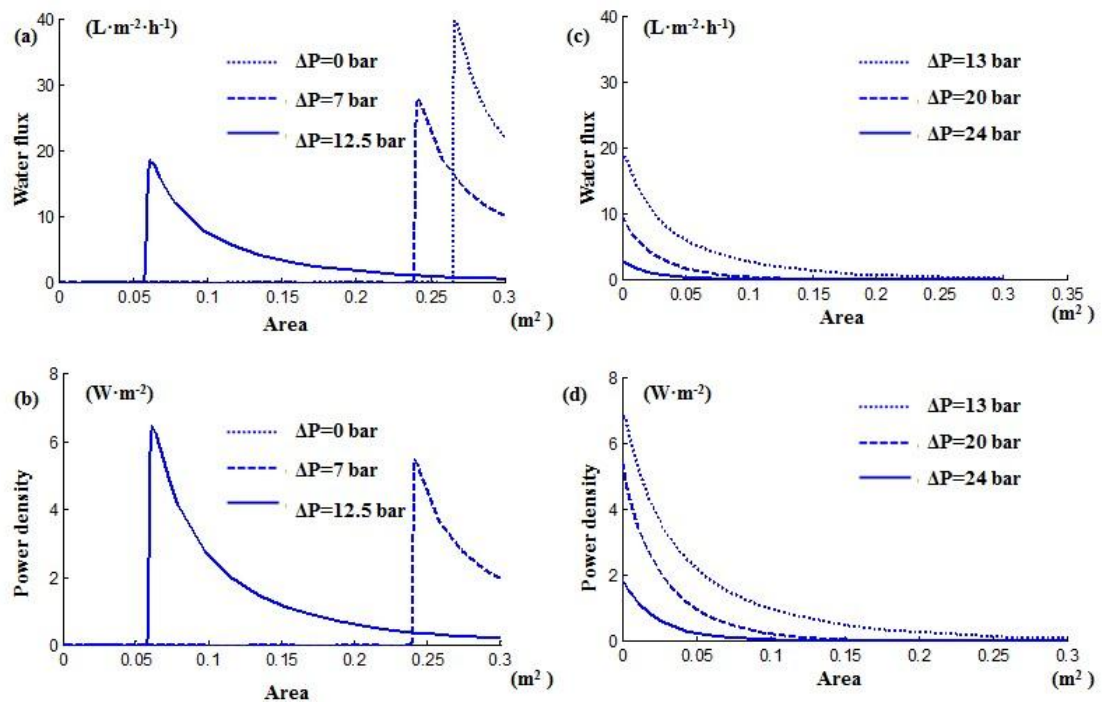 (a)
(L·m⁻²·h⁻¹)
ΔP=0 bar
ΔP=7 bar
ΔP=12.5 bar
Water flux
40
30
20
10
0
0 0.05 0.1 0.15 0.2 0.25 0.3
Area
(m²)
(c)
(L·m⁻²·h⁻¹)
ΔP=13 bar
ΔP=20 bar
ΔP=24 bar
Water flux
40
30
20
10
0
0 0.05 0.1 0.15 0.2 0.25 0.3 0.35
Area
(m²)
(b)
(W·m⁻²)
ΔP=0 bar
ΔP=7 bar
ΔP=12.5 bar
Power density
8
6
4
2
0
0 0.05 0.1 0.15 0.2 0.25 0.3
Area
(m²)
(d)
(W·m⁻²)
ΔP=13 bar
ΔP=20 bar
ΔP=24 bar
Power density
8
6
4
2
0
0 0.05 0.1 0.15 0.2 0.25 0.3
Area
(m²)